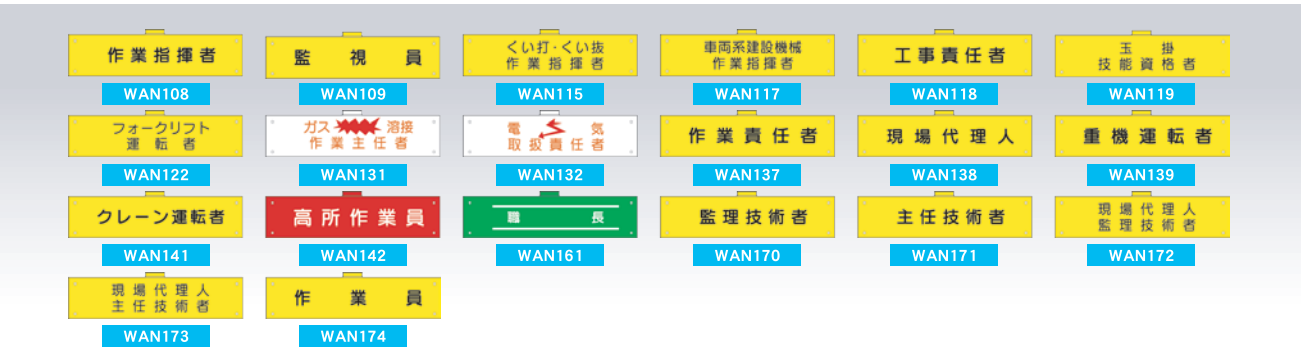 作業指揮者
WAN108
監視員
WAN109
くい打・くい抜
作業指揮者
WAN115
車両系建設機械
作業指揮者
WAN117
工事責任者
WAN118
玉掛
技能資格者
WAN119
フォークリフト
運転者
WAN122
ガス溶接
作業主任者
WAN131
電気
取扱責任者
WAN132
作業責任者
WAN137
現場代理人
WAN138
重機運転者
WAN139
クレーン運転者
WAN141
高所作業員
WAN142
職長
WAN161
監理技術者
WAN170
主任技術者
WAN171
現場代理人
監理技術者
WAN172
現場代理人
主任技術者
WAN173
作業員
WAN174